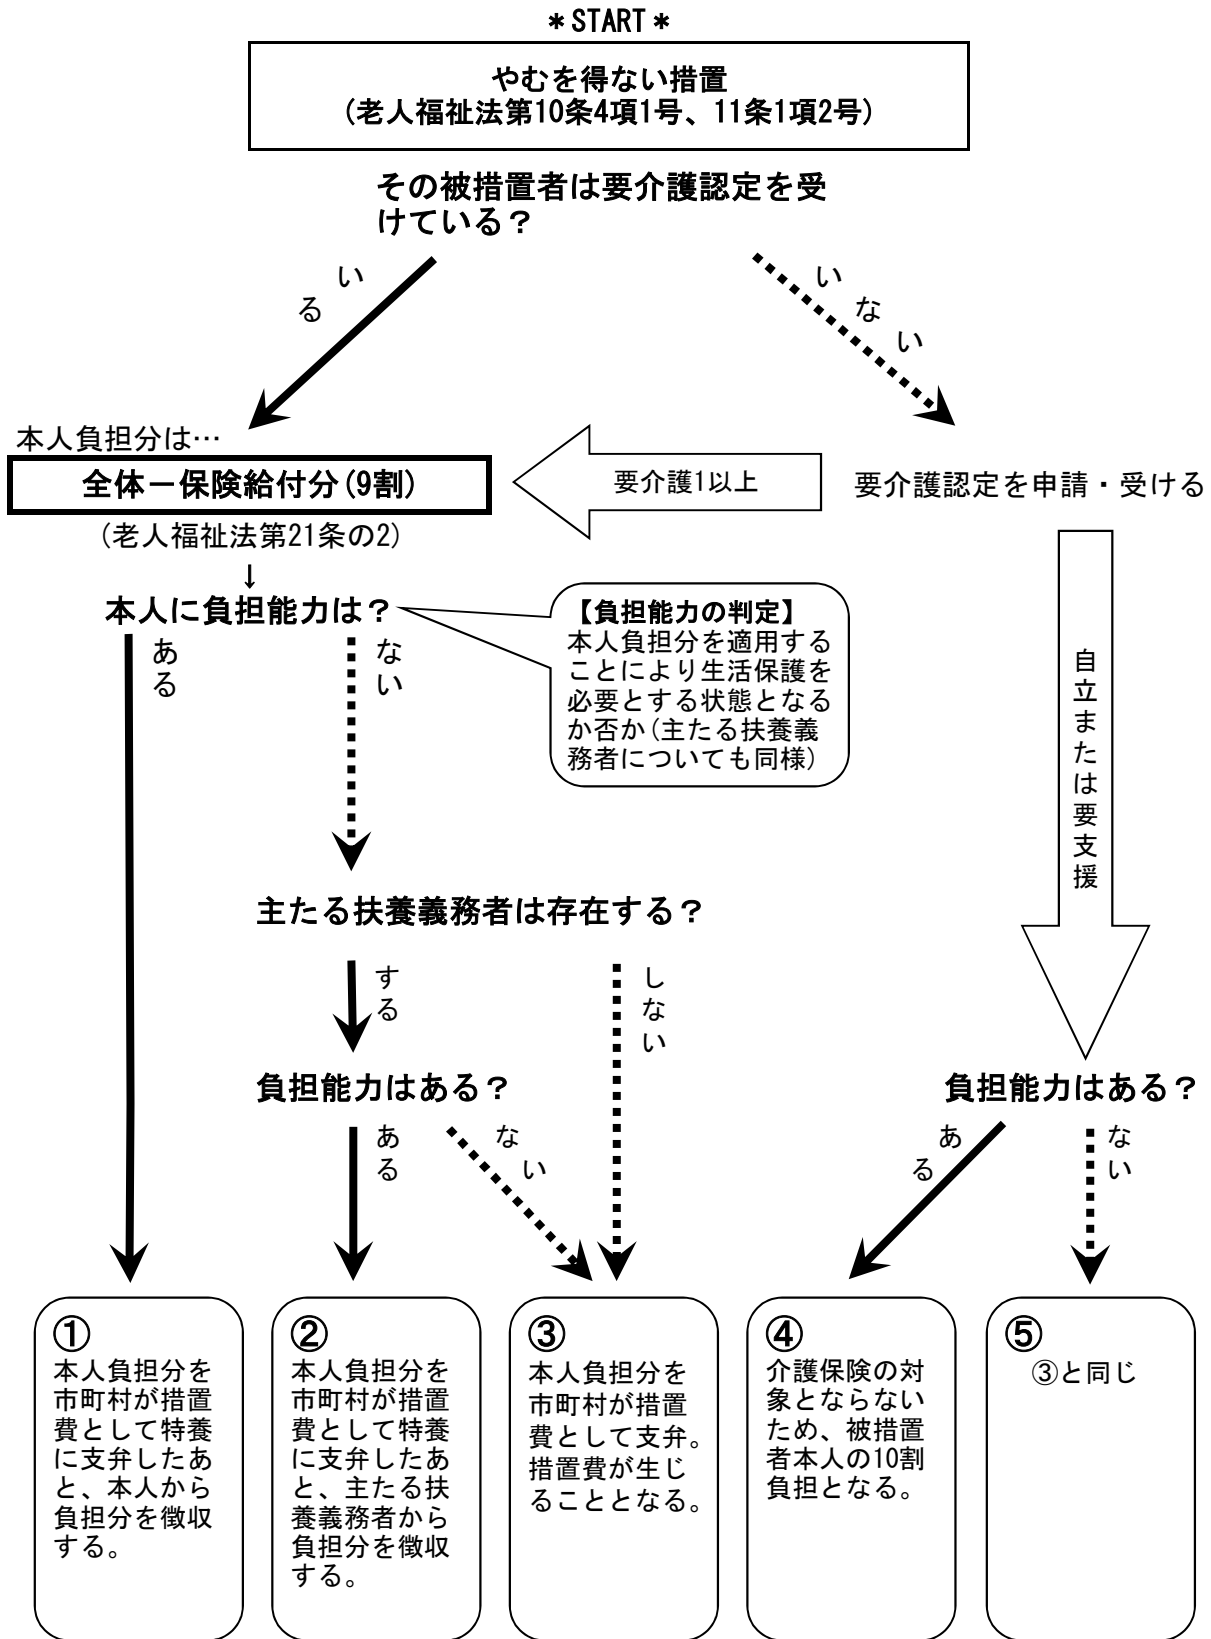 ＊START＊
やむを得ない措置
(老人福祉法第10条4項1号、11条1項2号)
その被措置者は要介護認定を受
けている？
いる
いない
本人負担分は…
全体－保険給付分(9割)
(老人福祉法第21条の2)
↓
要介護1以上
要介護認定を申請・受ける
本人に負担能力は？
ある
ない
【負担能力の判定】
本人負担分を適用する
ことにより生活保護を
必要とする状態となる
か否か(主たる扶養義
務者についても同様)
自立または要支援
主たる扶養義務者は存在する？
する
しない
負担能力はある？
ある
ない
負担能力はある？
ある
ない
①
本人負担分を
市町村が措置
費として特養
に支弁したあ
と、本人から
負担分を徴収
する。
②
本人負担分を
市町村が措置
費として特養
に支弁したあ
と、主たる扶
養義務者から
負担分を徴収
する。
③
本人負担分を
市町村が措置
費として支弁。
措置費が生じ
ることとなる。
④
介護保険の対
象とならない
ため、被措置
者本人の10割
負担となる。
⑤
③と同じ